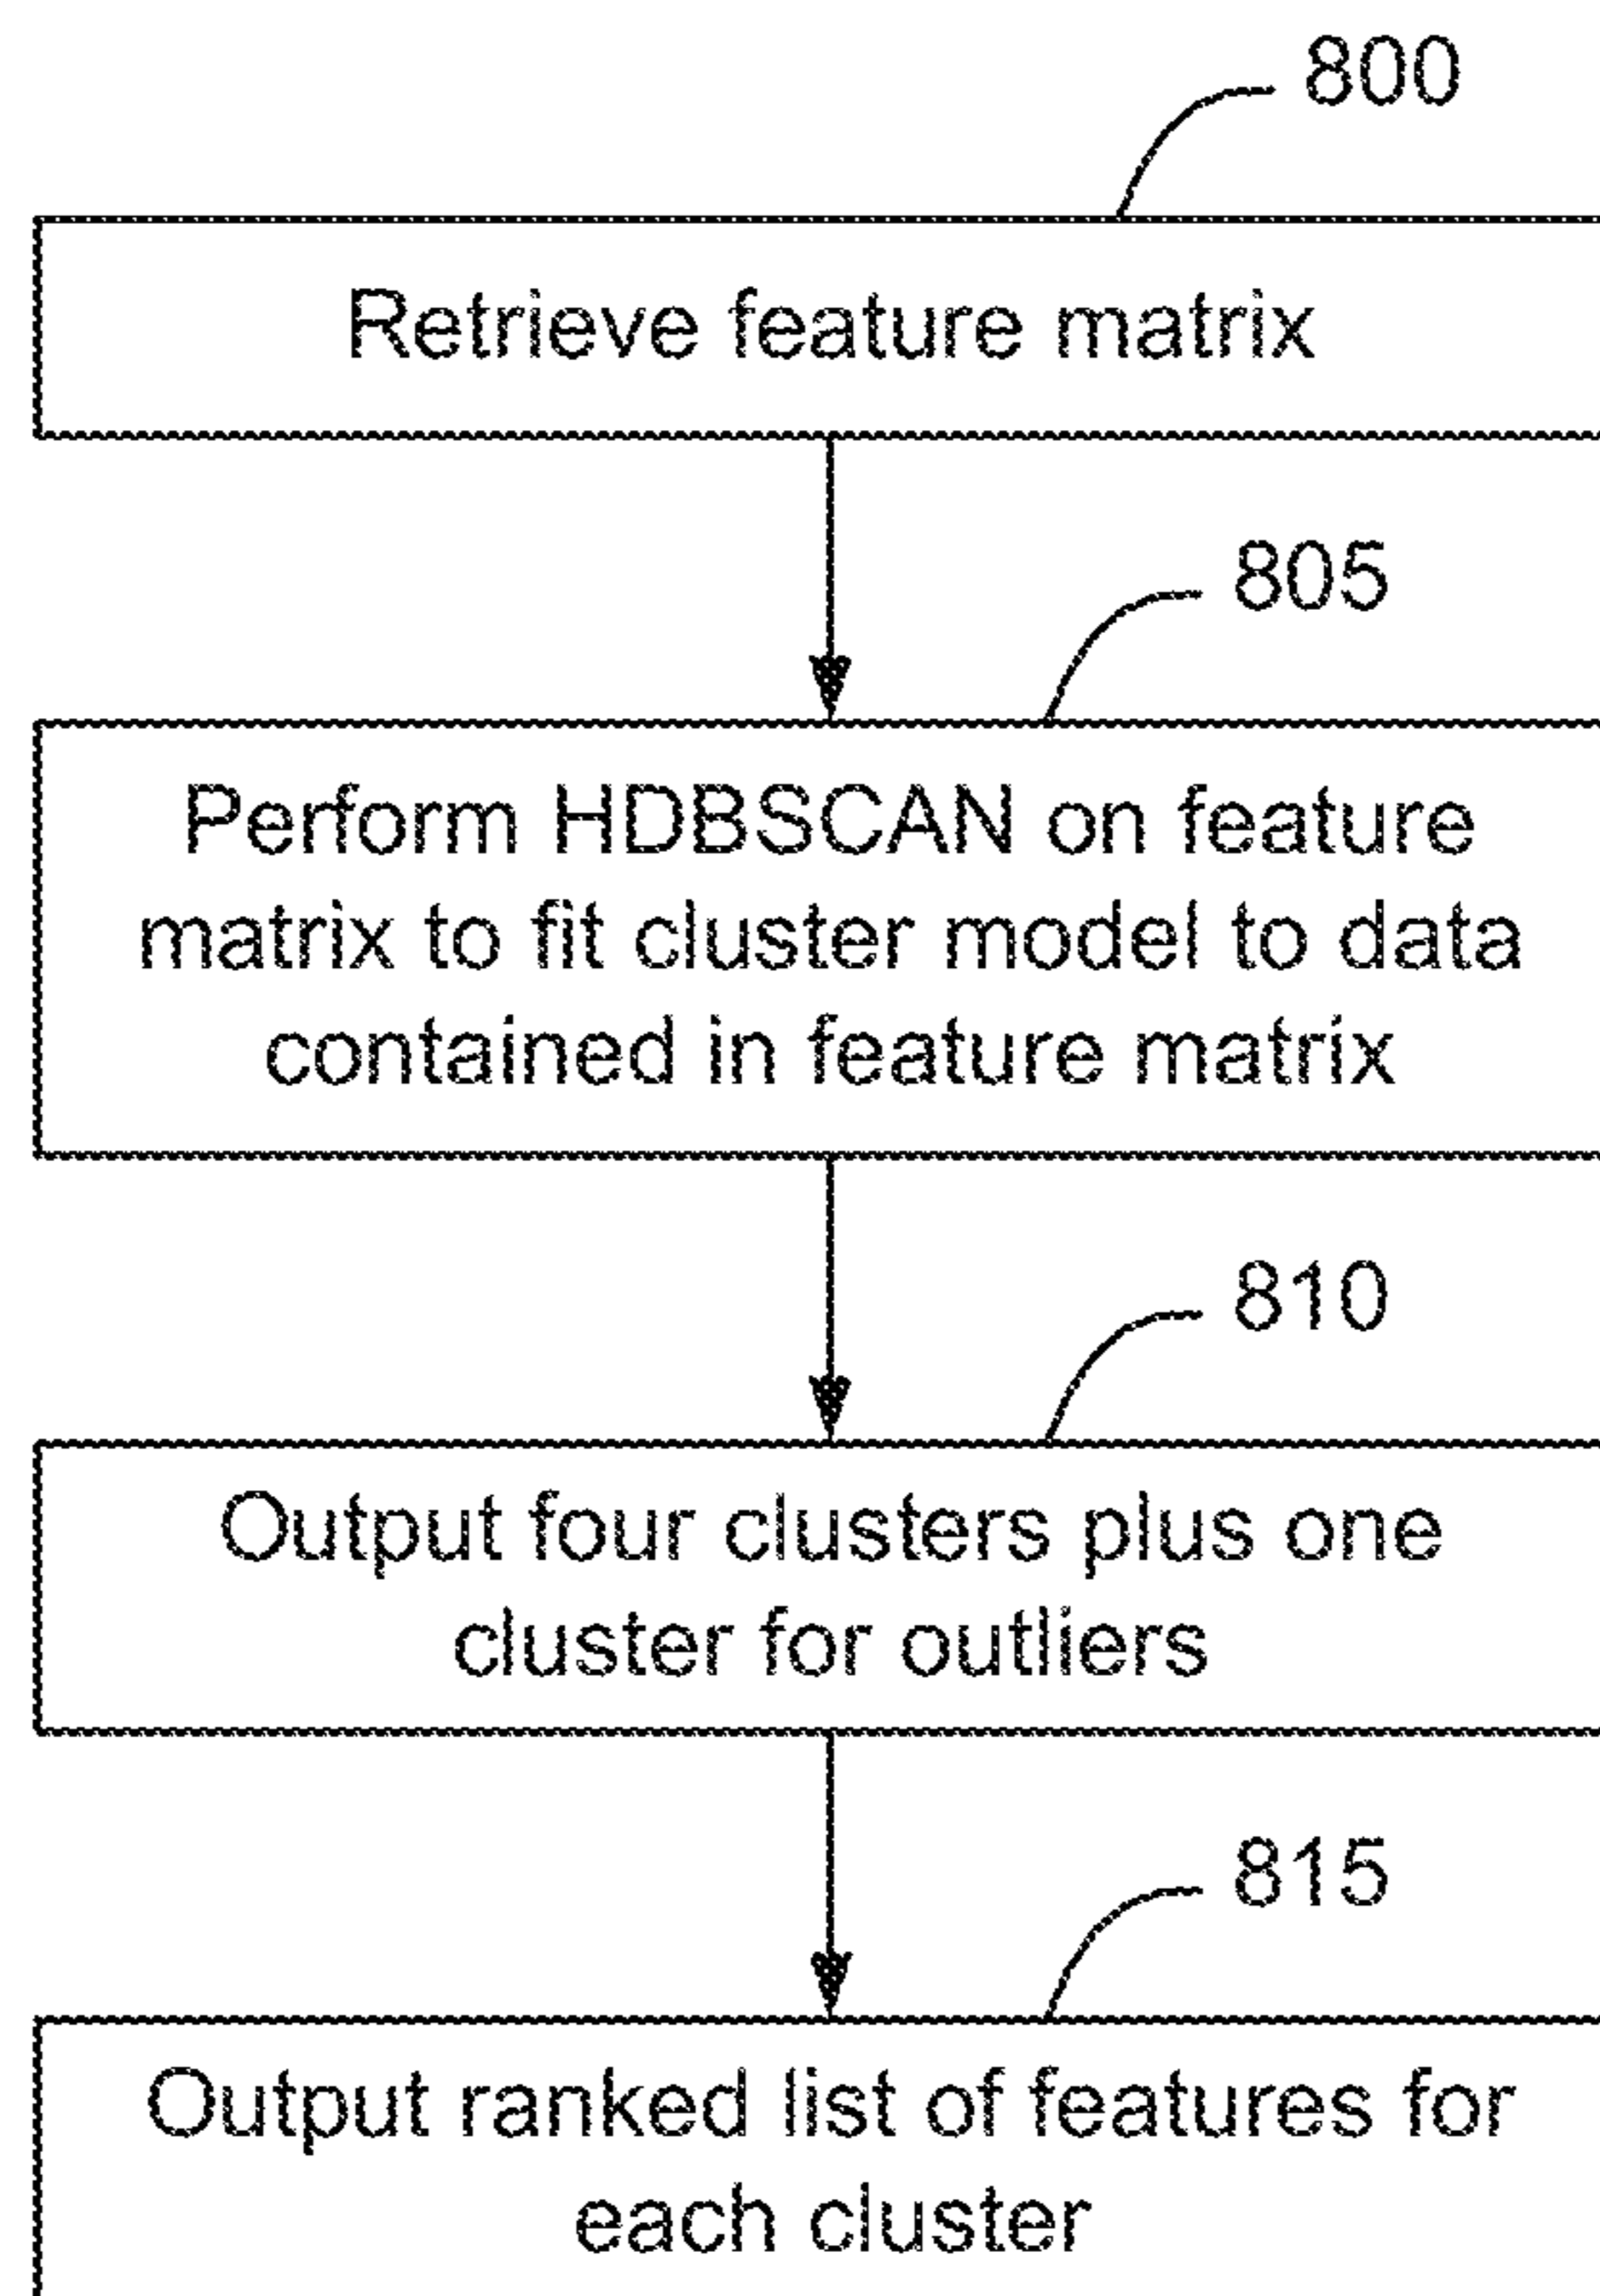 800
Retrieve feature matrix
805
Perform HDBSCAN on feature
matrix to fit cluster model to data
contained in feature matrix
810
Output four clusters plus one
cluster for outliers
815
Output ranked list of features for
each cluster